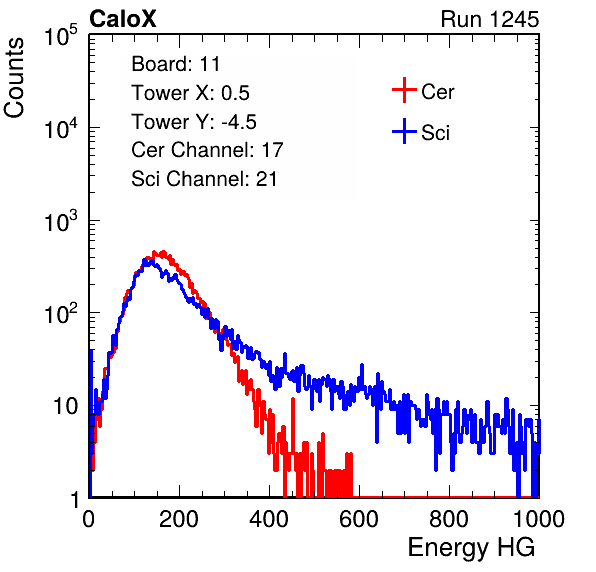 CaloX Run 1245
Counts
Board: 11
Tower X: 0.5
Tower Y: -4.5
Cer Channel: 17
Sci Channel: 21
Cer
Sci
10^5
10^4
10^3
10^2
10
1
0 200 400 600 800 1000
Energy HG